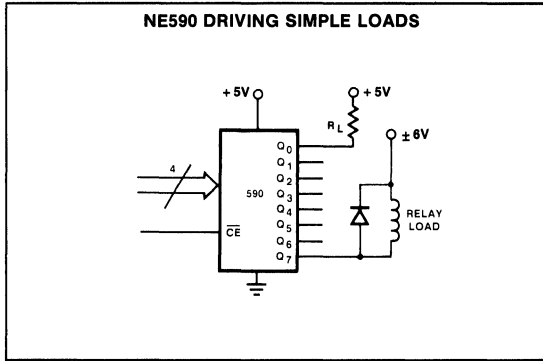 NE590 DRIVING SIMPLE LOADS
+5V
+5V
R L
±6V
4
590
CE
Q0
Q1
Q2
Q3
Q4
Q5
Q6
Q7
RELAY
LOAD